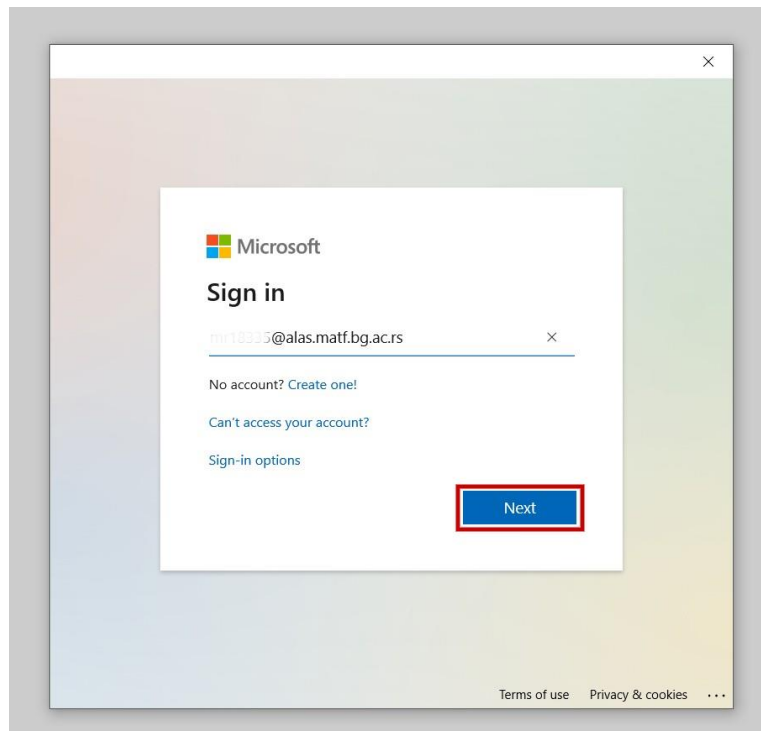 Microsoft
Sign in
@alas.matf.bg.ac.rs
No account? Create one!
Can't access your account?
Sign-in options
Next
Terms of use Privacy & cookies ...